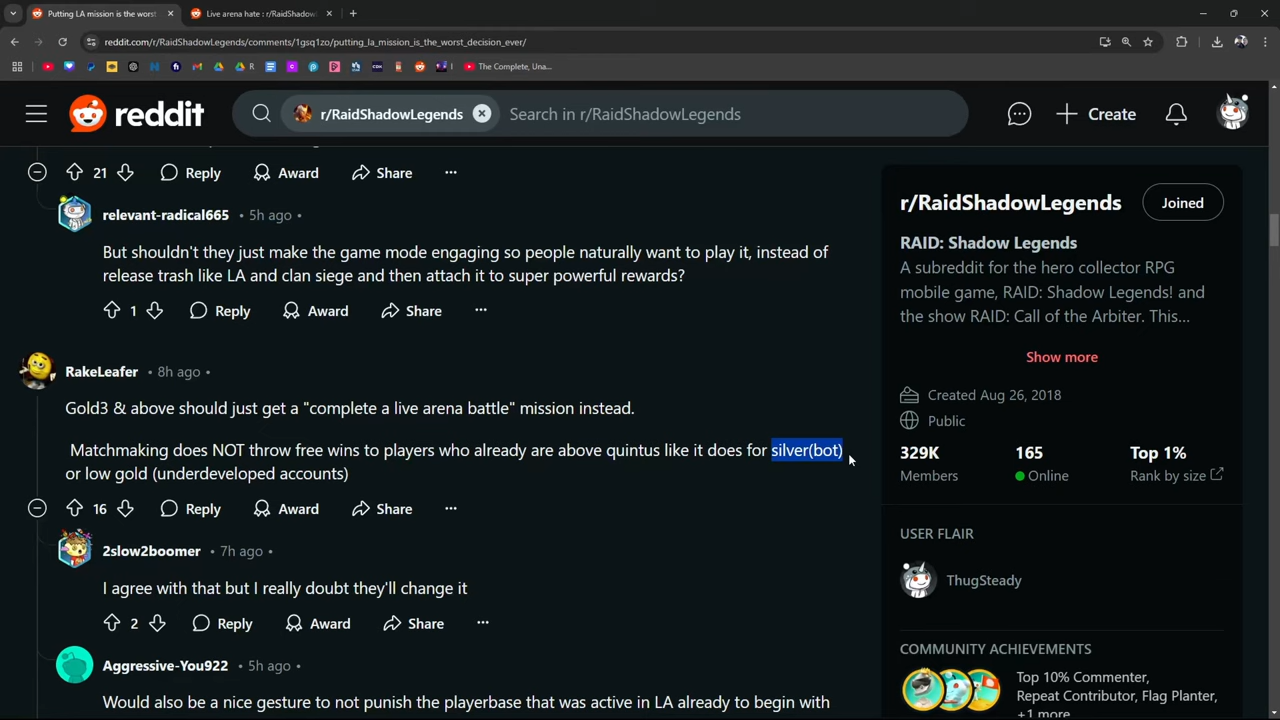 Putting LA mission is the worst
Live arena hate : r/RaidShadowL
reddit.com/r/RaidShadowLegends/comments/1gsq1zo/putting_la_mission_is_the_worst_decision_ever/
The Complete, Una...
reddit
r/RaidShadowLegends
Search in r/RaidShadowLegends
Create
21
Reply
Award
Share
relevant-radical665 • 5h ago •
But shouldn't they just make the game mode engaging so people naturally want to play it, instead of
release trash like LA and clan siege and then attach it to super powerful rewards?
1
Reply
Award
Share
RakeLeafer • 8h ago •
Gold3 & above should just get a "complete a live arena battle" mission instead.
Matchmaking does NOT throw free wins to players who already are above quintus like it does for silver(bot)
or low gold (underdeveloped accounts)
16
Reply
Award
Share
2slow2boomer • 7h ago •
I agree with that but I really doubt they'll change it
2
Reply
Award
Share
Aggressive-You922 • 5h ago •
Would also be a nice gesture to not punish the playerbase that was active in LA already to begin with
r/RaidShadowLegends
Joined
RAID: Shadow Legends
A subreddit for the hero collector RPG
mobile game, RAID: Shadow Legends! and
the show RAID: Call of the Arbiter. This...
Show more
Created Aug 26, 2018
Public
329K
165
Top 1%
Members
Online
Rank by size
USER FLAIR
ThugSteady
COMMUNITY ACHIEVEMENTS
Top 10% Commenter,
Repeat Contributor, Flag Planter,
+1 more